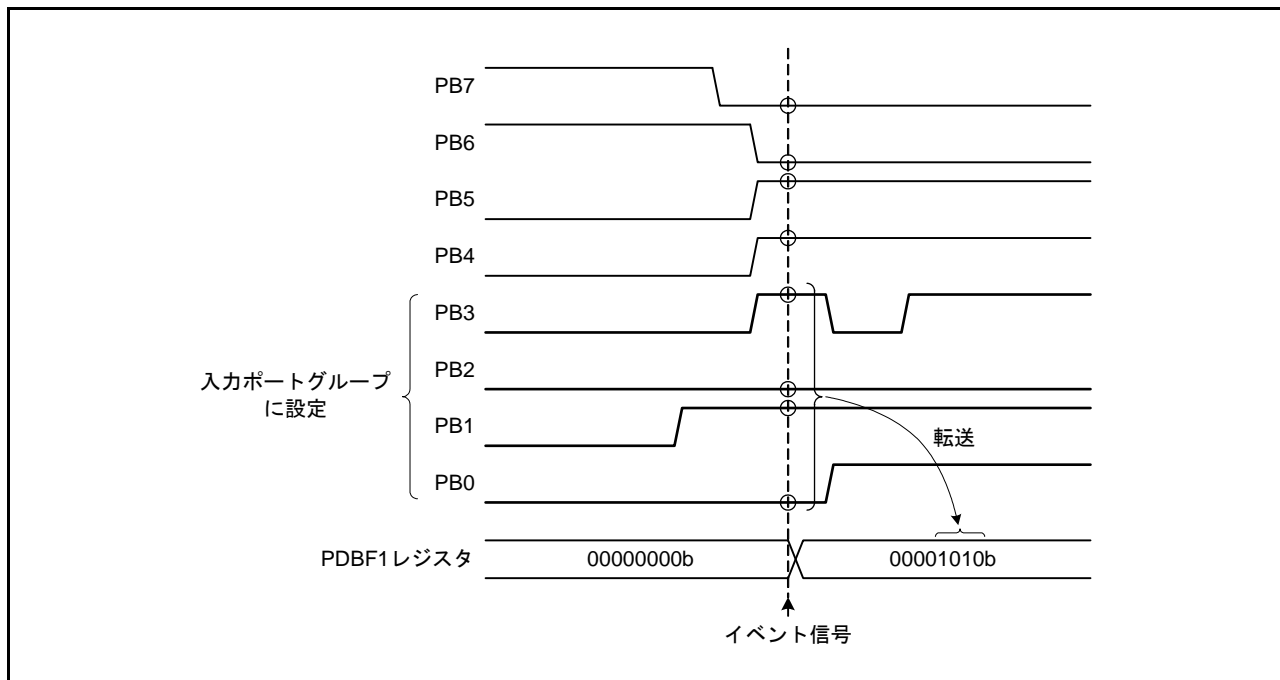 PB7
PB6
PB5
PB4
PB3
PB2
PB1
PB0
入力ポートグループ
に設定
転送
PDBF1レジスタ
00000000b
00001010b
イベント信号